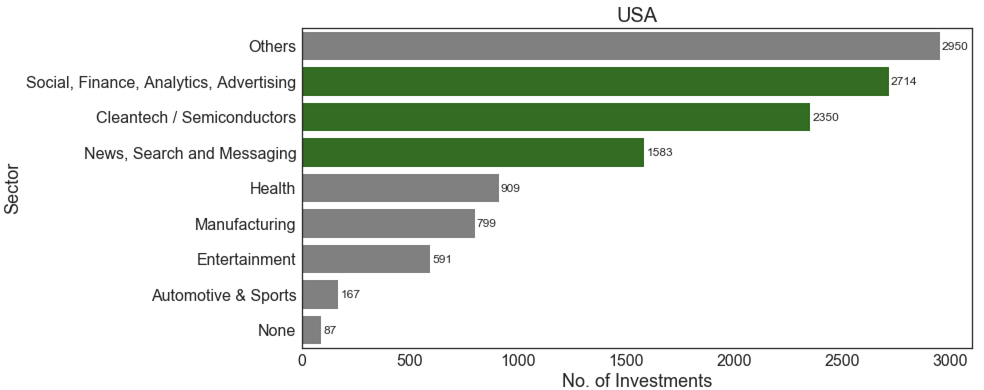 USA
Others
2950
Social, Finance, Analytics, Advertising
2714
Cleantech / Semiconductors
2350
News, Search and Messaging
1583
Health
909
Manufacturing
799
Entertainment
591
Automotive & Sports
167
None
87
Sector
0 500 1000 1500 2000 2500 3000
No. of Investments